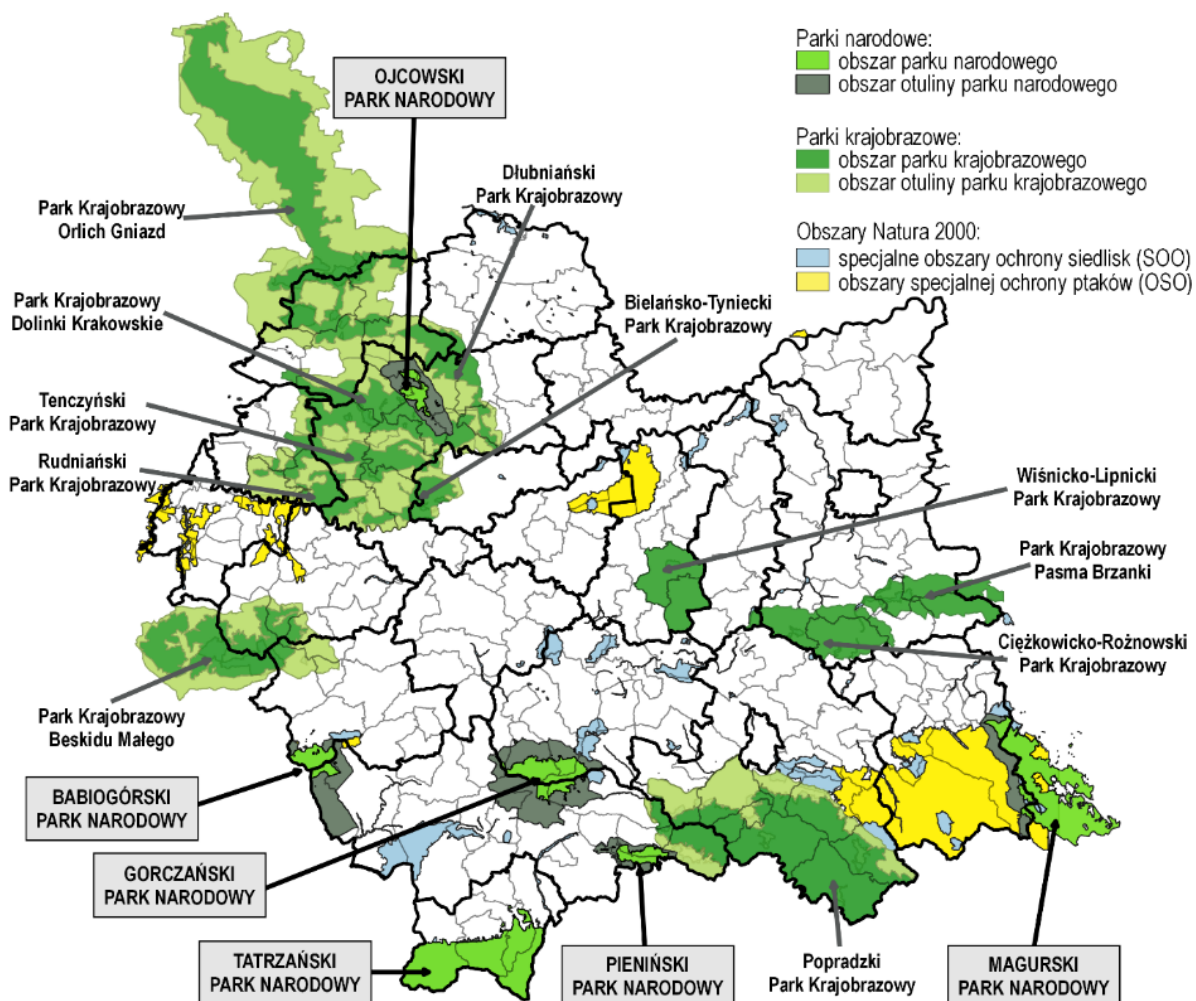 Parki narodowe:
obszar parku narodowego
obszar otuliny parku narodowego
Parki krajobrazowe:
obszar parku krajobrazowego
obszar otuliny parku krajobrazowego
Obszary Natura 2000:
specjalne obszary ochrony siedlisk (SOO)
obszary specjalnej ochrony ptaków (OSO)
OJCOWSKI
PARK NARODOWY
Dłubniański
Park Krajobrazowy
Park Krajobrazowy
Orlich Gniazd
Park Krajobrazowy
Dolinki Krakowskie
Bielańsko-Tyniecki
Park Krajobrazowy
Tenczyński
Park Krajobrazowy
Rudniański
Park Krajobrazowy
Wiśnicko-Lipnicki
Park Krajobrazowy
Park Krajobrazowy
Pasma Brzanki
Ciężkowicko-Rożnowski
Park Krajobrazowy
Park Krajobrazowy
Beskidu Małego
BABIOGÓRSKI
PARK NARODOWY
GORCZAŃSKI
PARK NARODOWY
TATRZAŃSKI
PARK NARODOWY
PIENIŃSKI
PARK NARODOWY
Popradzki
Park Krajobrazowy
MAGURSKI
PARK NARODOWY